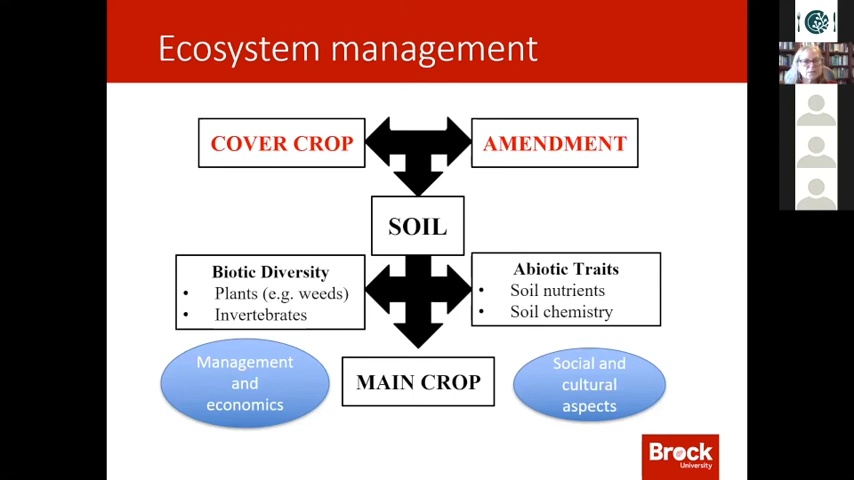 Ecosystem management
COVER CROP
AMENDMENT
SOIL
Biotic Diversity
• Plants (e.g. weeds)
• Invertebrates
Abiotic Traits
• Soil nutrients
• Soil chemistry
Management
and
economics
MAIN CROP
Social and
cultural
aspects
Brock
University